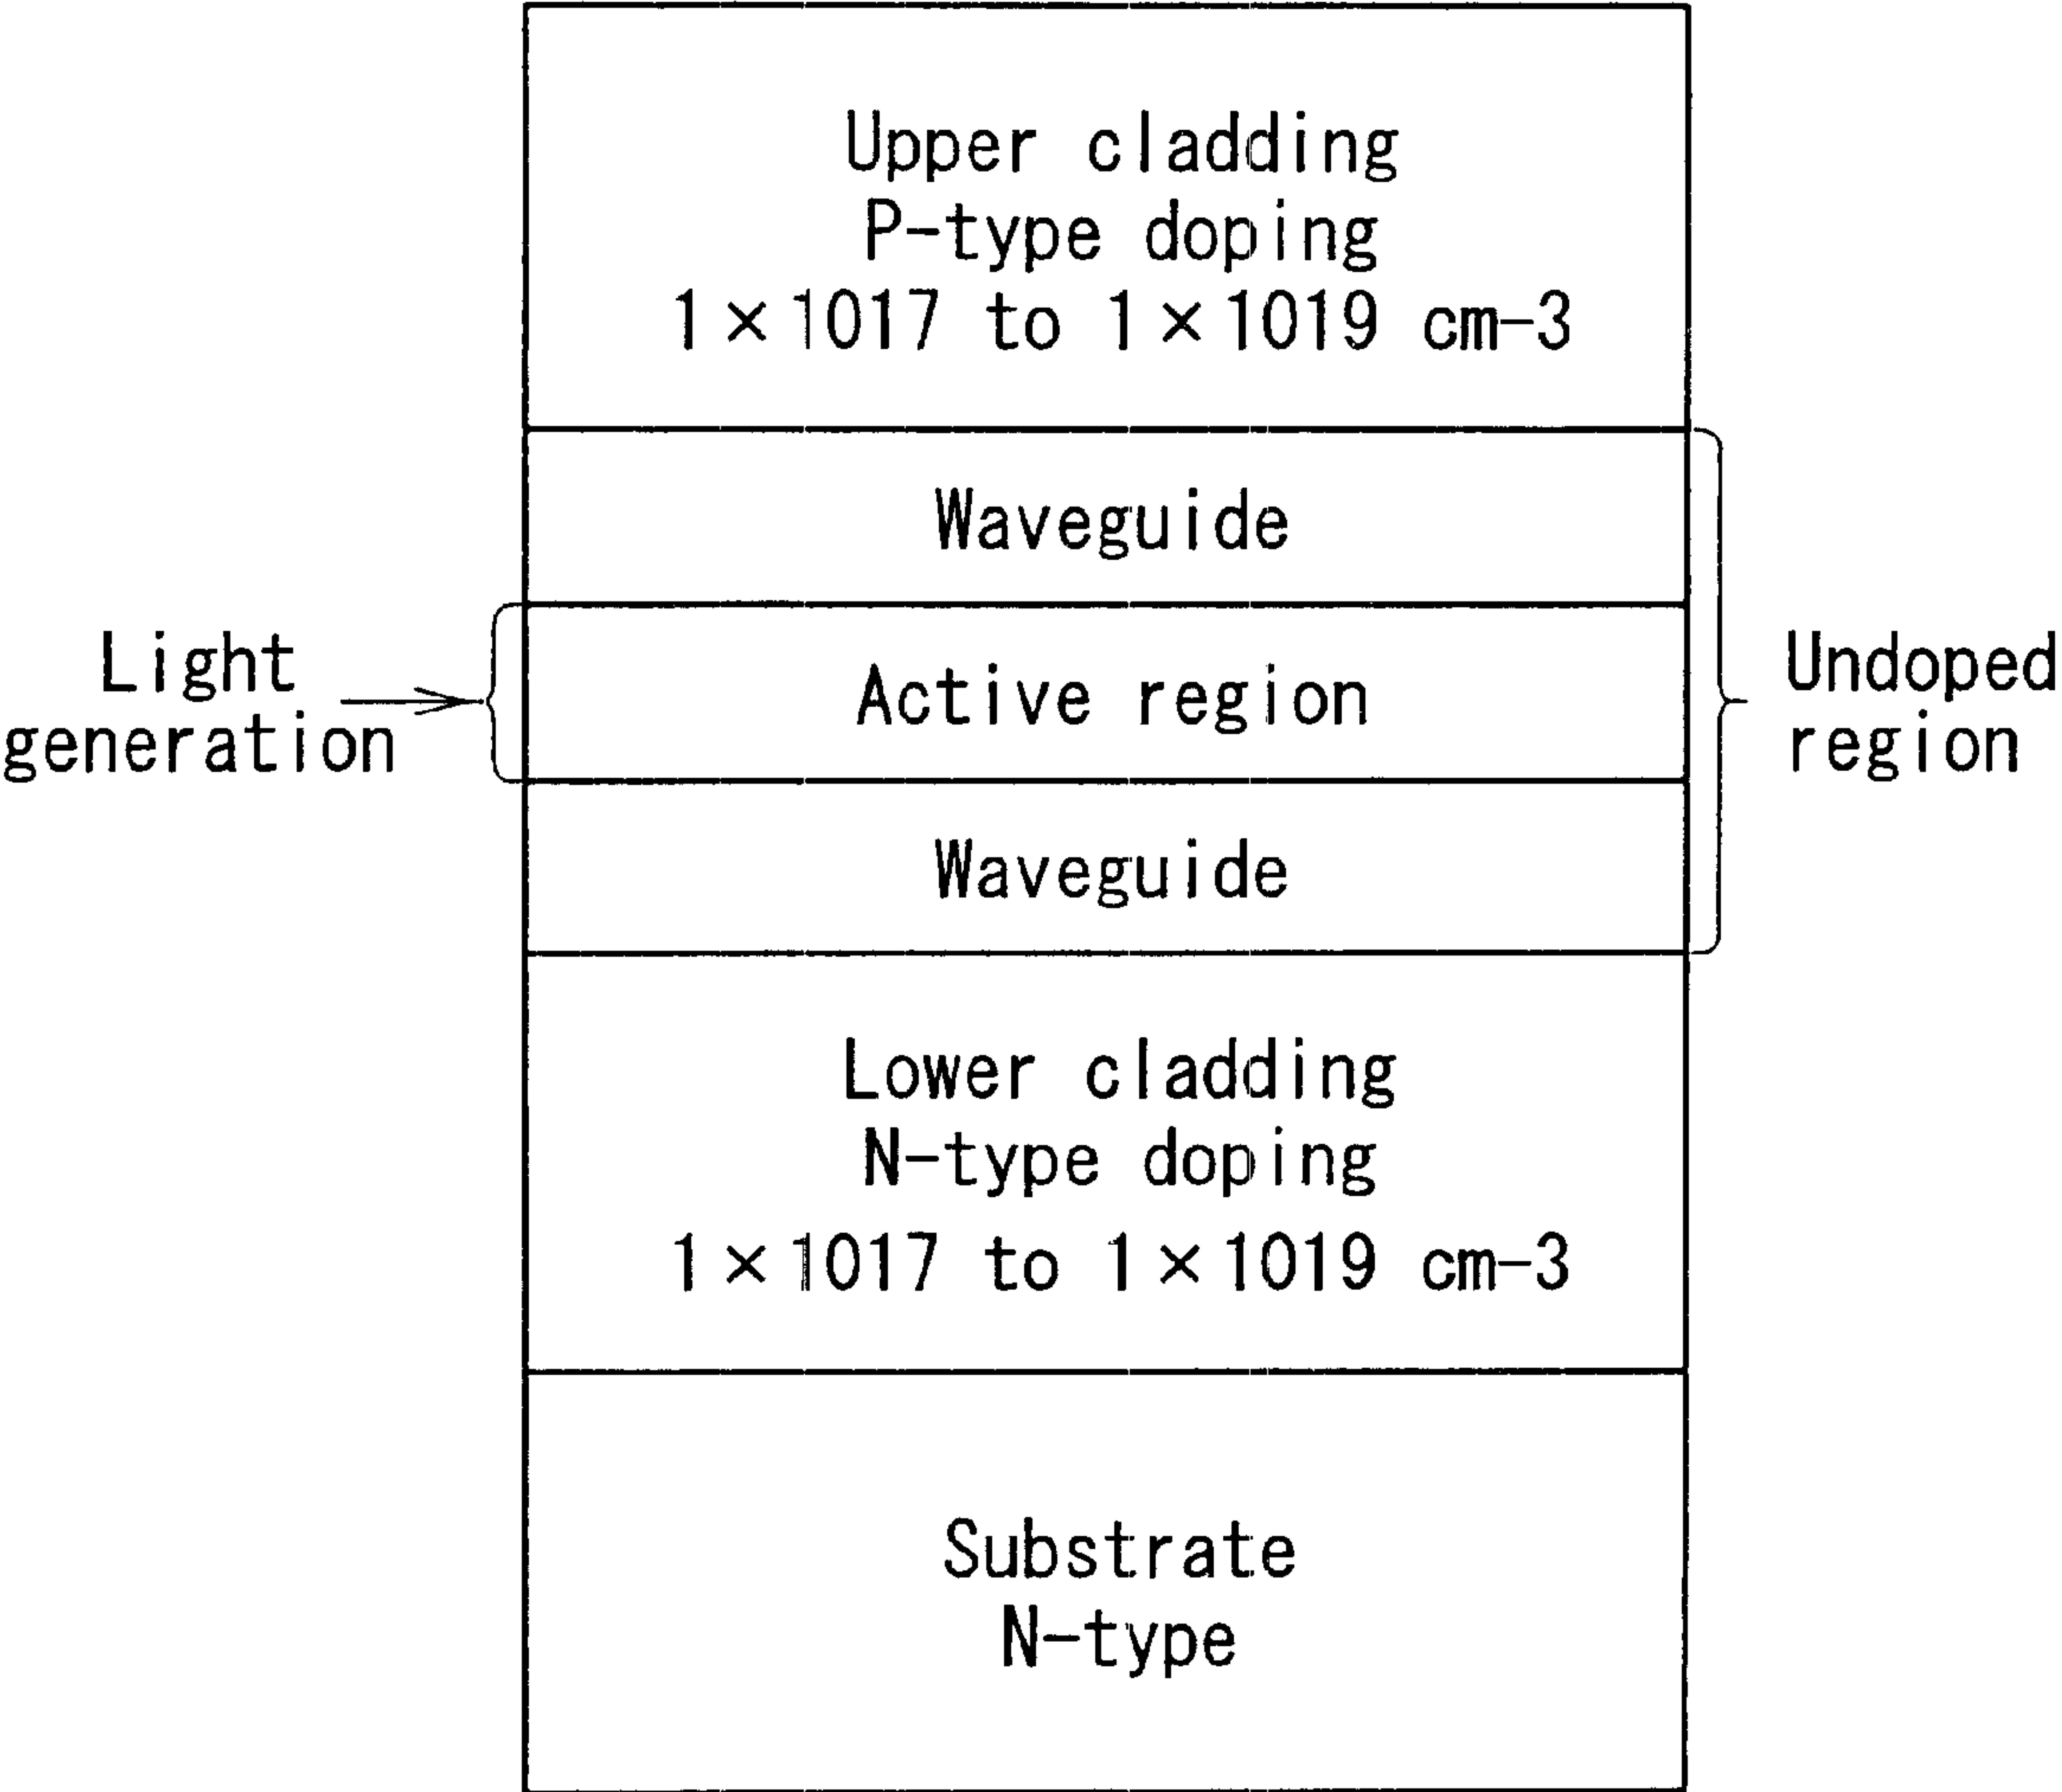 Upper cladding
P-type doping
1×1017 to 1×1019 cm-3
Waveguide
Light
generation
Active region
Undoped
region
Waveguide
Lower cladding
N-type doping
1×1017 to 1×1019 cm-3
Substrate
N-type